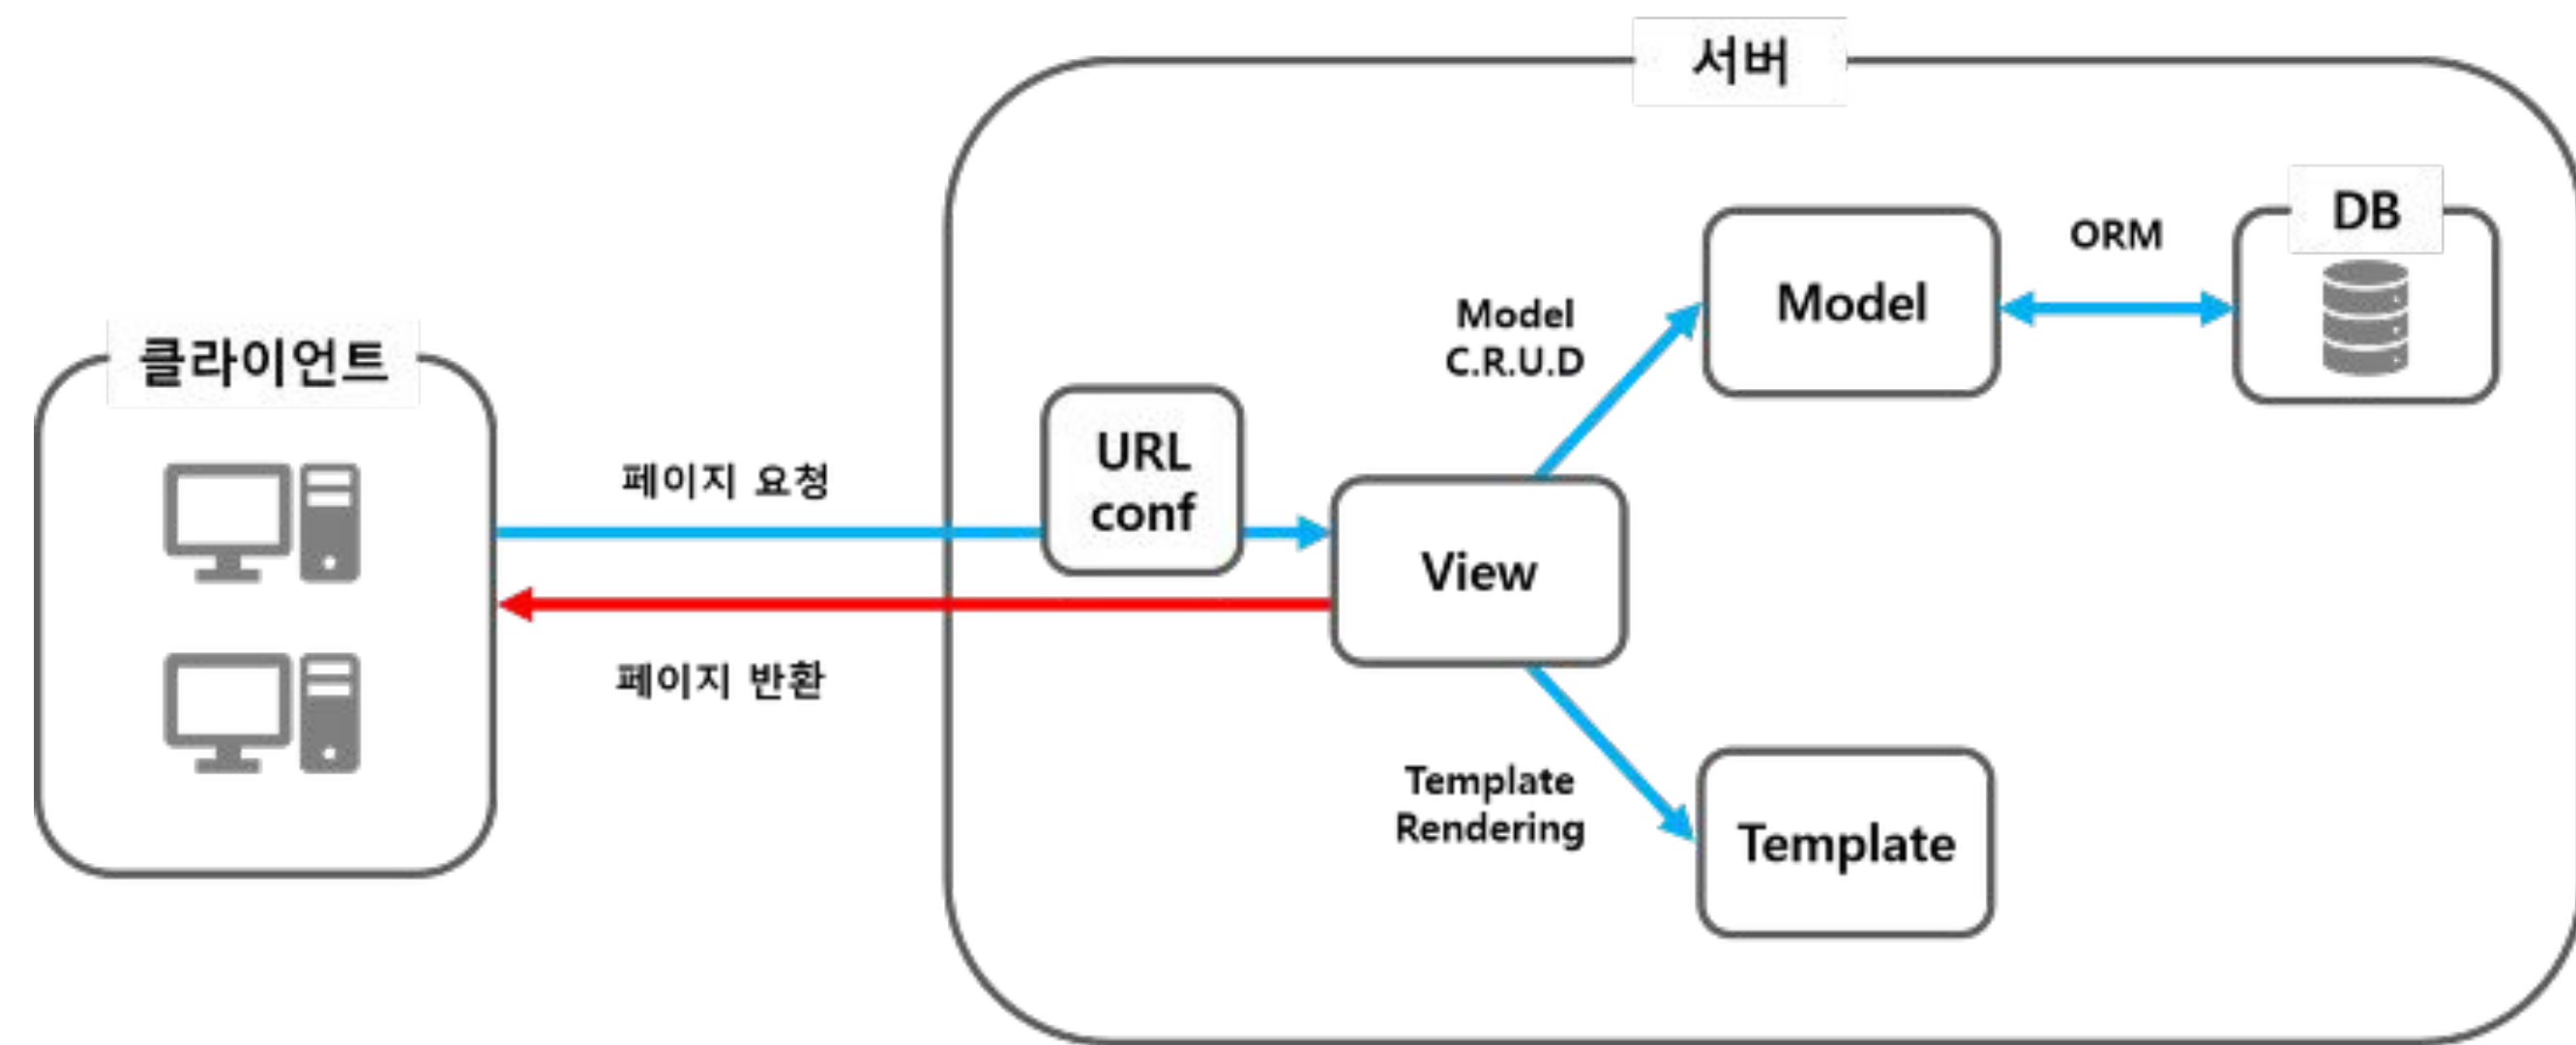 서버
DB
ORM
Model
Model
C.R.U.D
클라이언트
URL
conf
페이지 요청
View
페이지 반환
Template
Rendering
Template